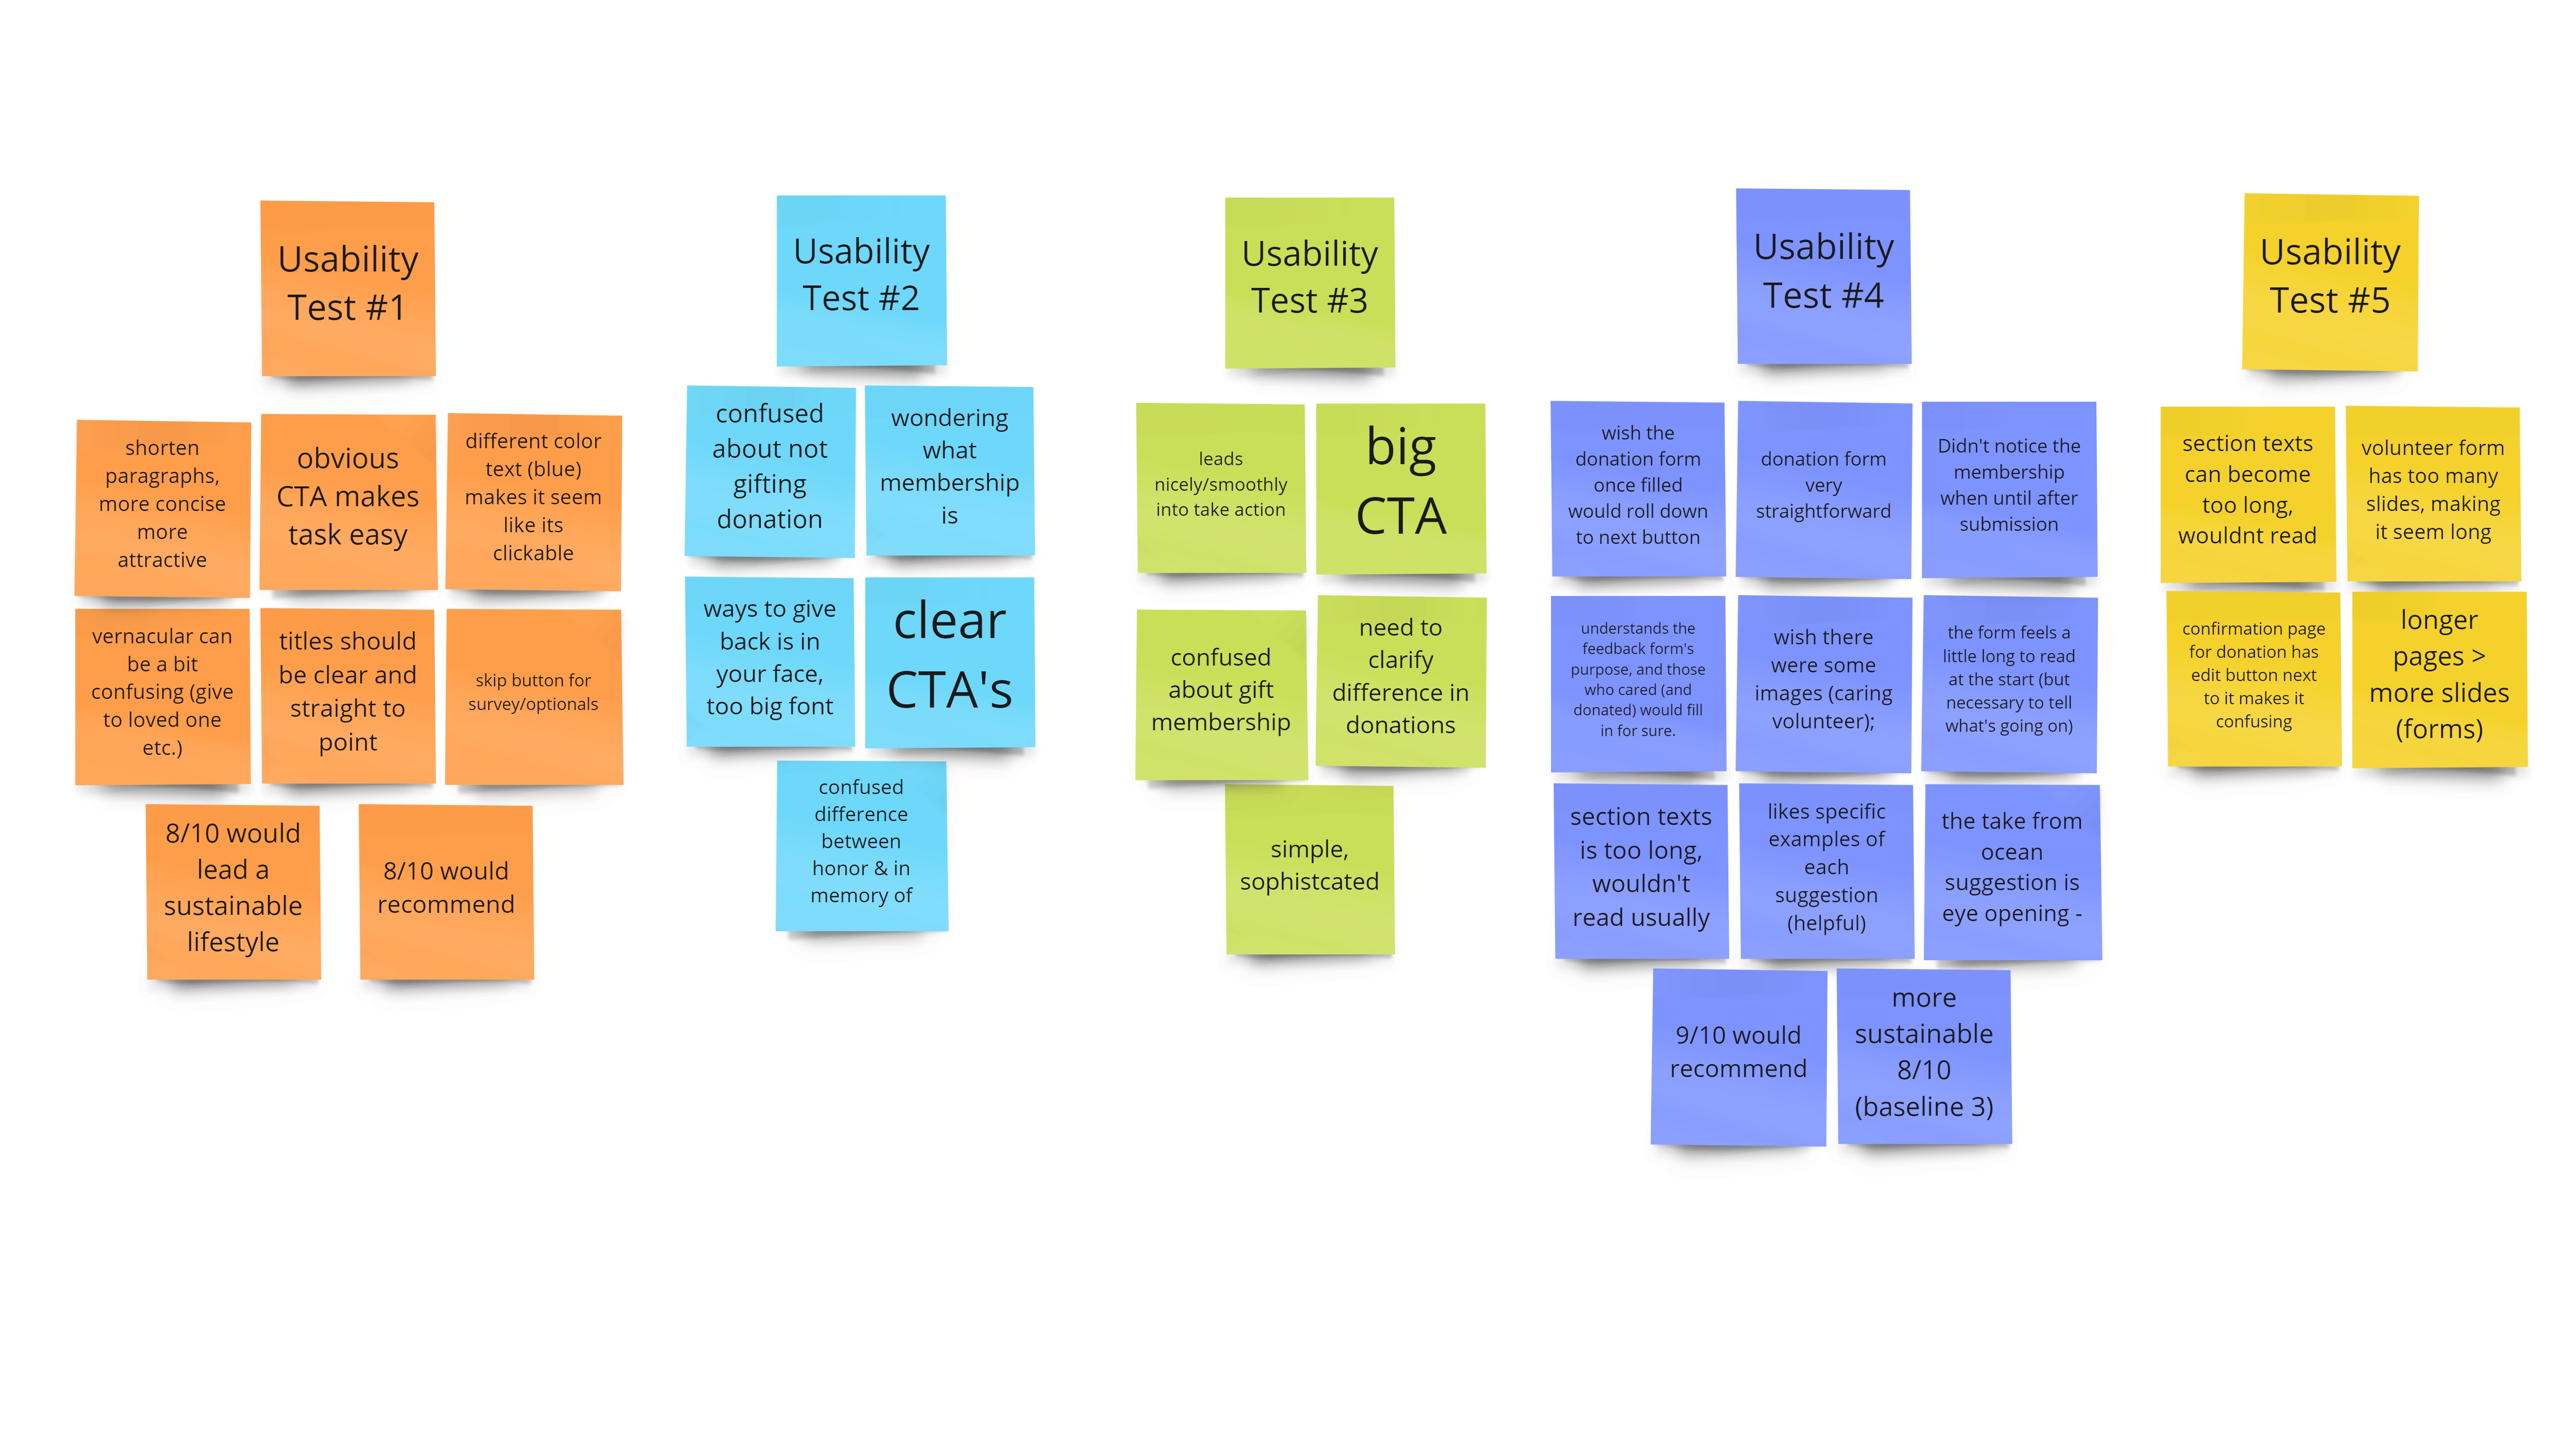 Usability
Test #1
shorten
paragraphs,
more concise
more
attractive
obvious
CTA makes
task easy
different color
text (blue)
makes it seem
like its
clickable
vernacular can
be a bit
confusing (give
to loved one
etc.)
titles should
be clear and
straight to
point
skip button for
survey/optionals
8/10 would
lead a
sustainable
lifestyle
8/10 would
recommend
Usability
Test #2
confused
about not
gifting
donation
wondering
what
membership
is
ways to give
back is in
your face,
too big font
clear
CTA's
confused
difference
between
honor & in
memory of
Usability
Test #3
leads
nicely/smoothly
into take action
big
CTA
confused
about gift
membership
need to
clarify
difference in
donations
simple,
sophistcated
Usability
Test #4
wish the
donation form
once filled
would roll down
to next button
donation form
very
straightforward
Didn't notice the
membership
when until after
submission
understands the
feedback form's
purpose, and those
who cared (and
donated) would fill
in for sure.
wish there
were some
images (caring
volunteer);
the form feels a
little long to read
at the start (but
necessary to tell
what's going on)
section texts
is too long,
wouldn't
read usually
likes specific
examples of
each
suggestion
(helpful)
the take from
ocean
suggestion is
eye opening -
9/10 would
recommend
more
sustainable
8/10
(baseline 3)
Usability
Test #5
section texts
can become
too long,
wouldnt read
volunteer form
has too many
slides, making
it seem long
confirmation page
for donation has
edit button next
to it makes it
confusing
longer
pages >
more slides
(forms)